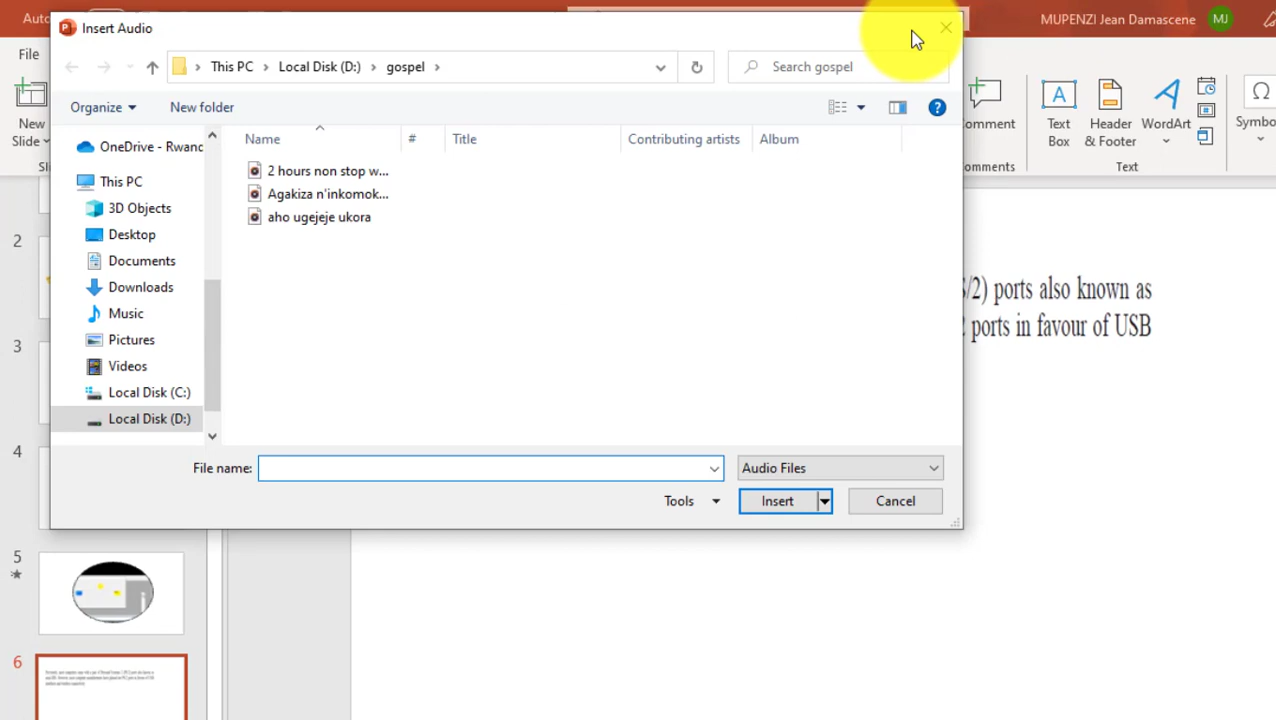 Auto
Insert Audio
MUPENZI Jean Damascene
MJ
File
This PC
Local Disk (D:)
gospel
Search gospel
New
Slide
Organize
New folder
?
Comment
Text
Box
Header
& Footer
WordArt
Symbo
Comments
Text
Name
#
Title
Contributing artists
Album
OneDrive - Rwand
This PC
3D Objects
Desktop
Documents
Downloads
Music
Pictures
Videos
Local Disk (C:)
Local Disk (D:)
2 hours non stop w...
Agakiza n'inkomok...
aho ugejeje ukora
S/2) ports also known as
2 ports in favour of USB
File name:
Audio Files
Tools
Insert
Cancel
2
3
4
5
6